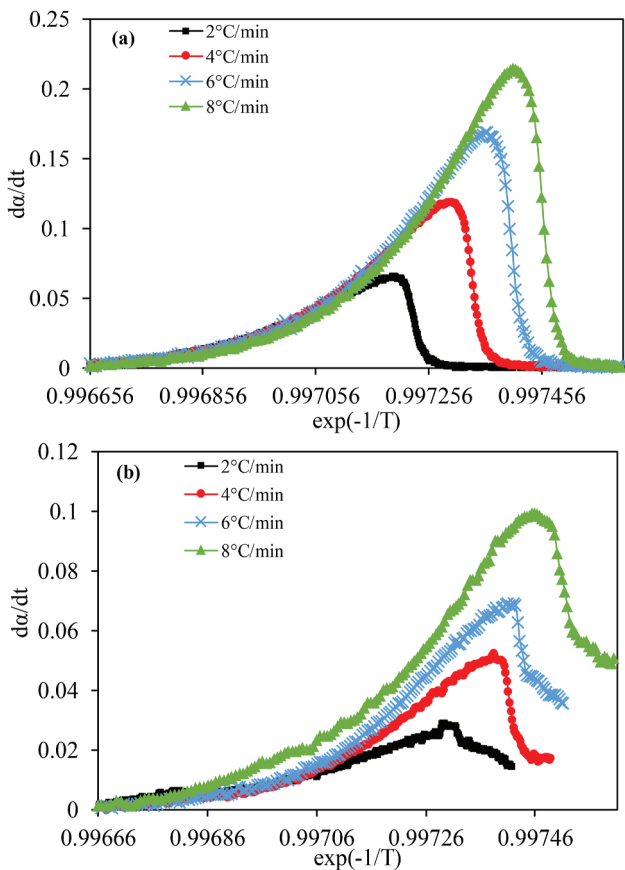 (a)
2°C/min
4°C/min
6°C/min
8°C/min
0.25
0.2
0.15
0.1
0.05
0
dα/dt
0.996656 0.996856 0.997056 0.997256 0.997456
exp(-1/T)
(b)
2°C/min
4°C/min
6°C/min
8°C/min
0.12
0.1
0.08
0.06
0.04
0.02
0
dα/dt
0.996666 0.996686 0.996706 0.99726 0.99746
exp(-1/T)